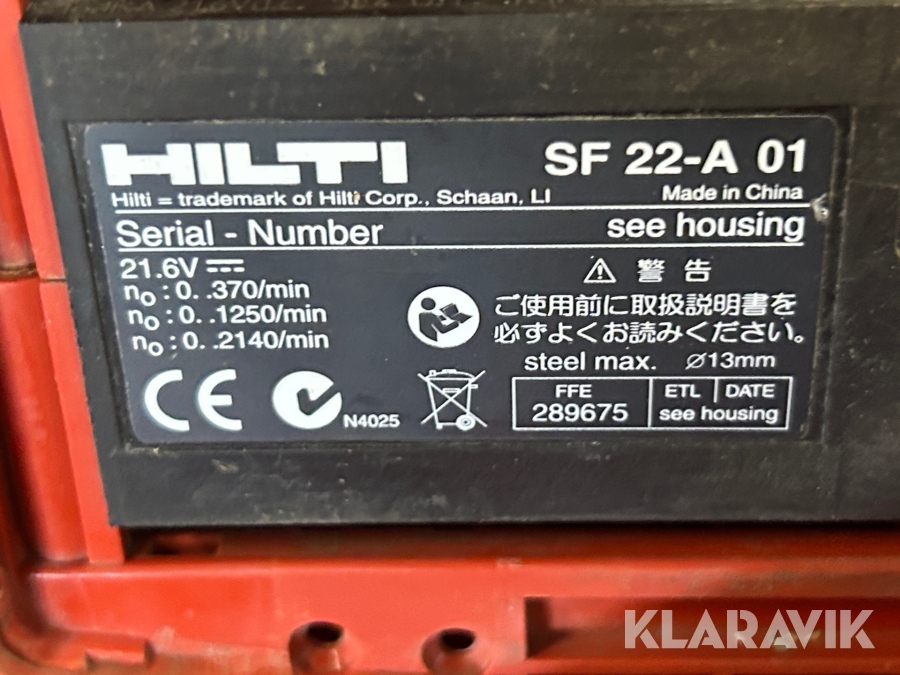 HILTI SF 22-A 01
Hilti = trademark of Hilti Corp., Schaan, LI Made in China
Serial - Number see housing
21.6V ⎓
n₀ : 0. .370/min
n₀ : 0. .1250/min
n₀ : 0. .2140/min
⚠ 警告
ご使用前に取扱説明書を
必ずよくお読みください。
steel max. ⌀13mm
CE
N4025
FFE
289675
ETL DATE
see housing
KLARAVIK